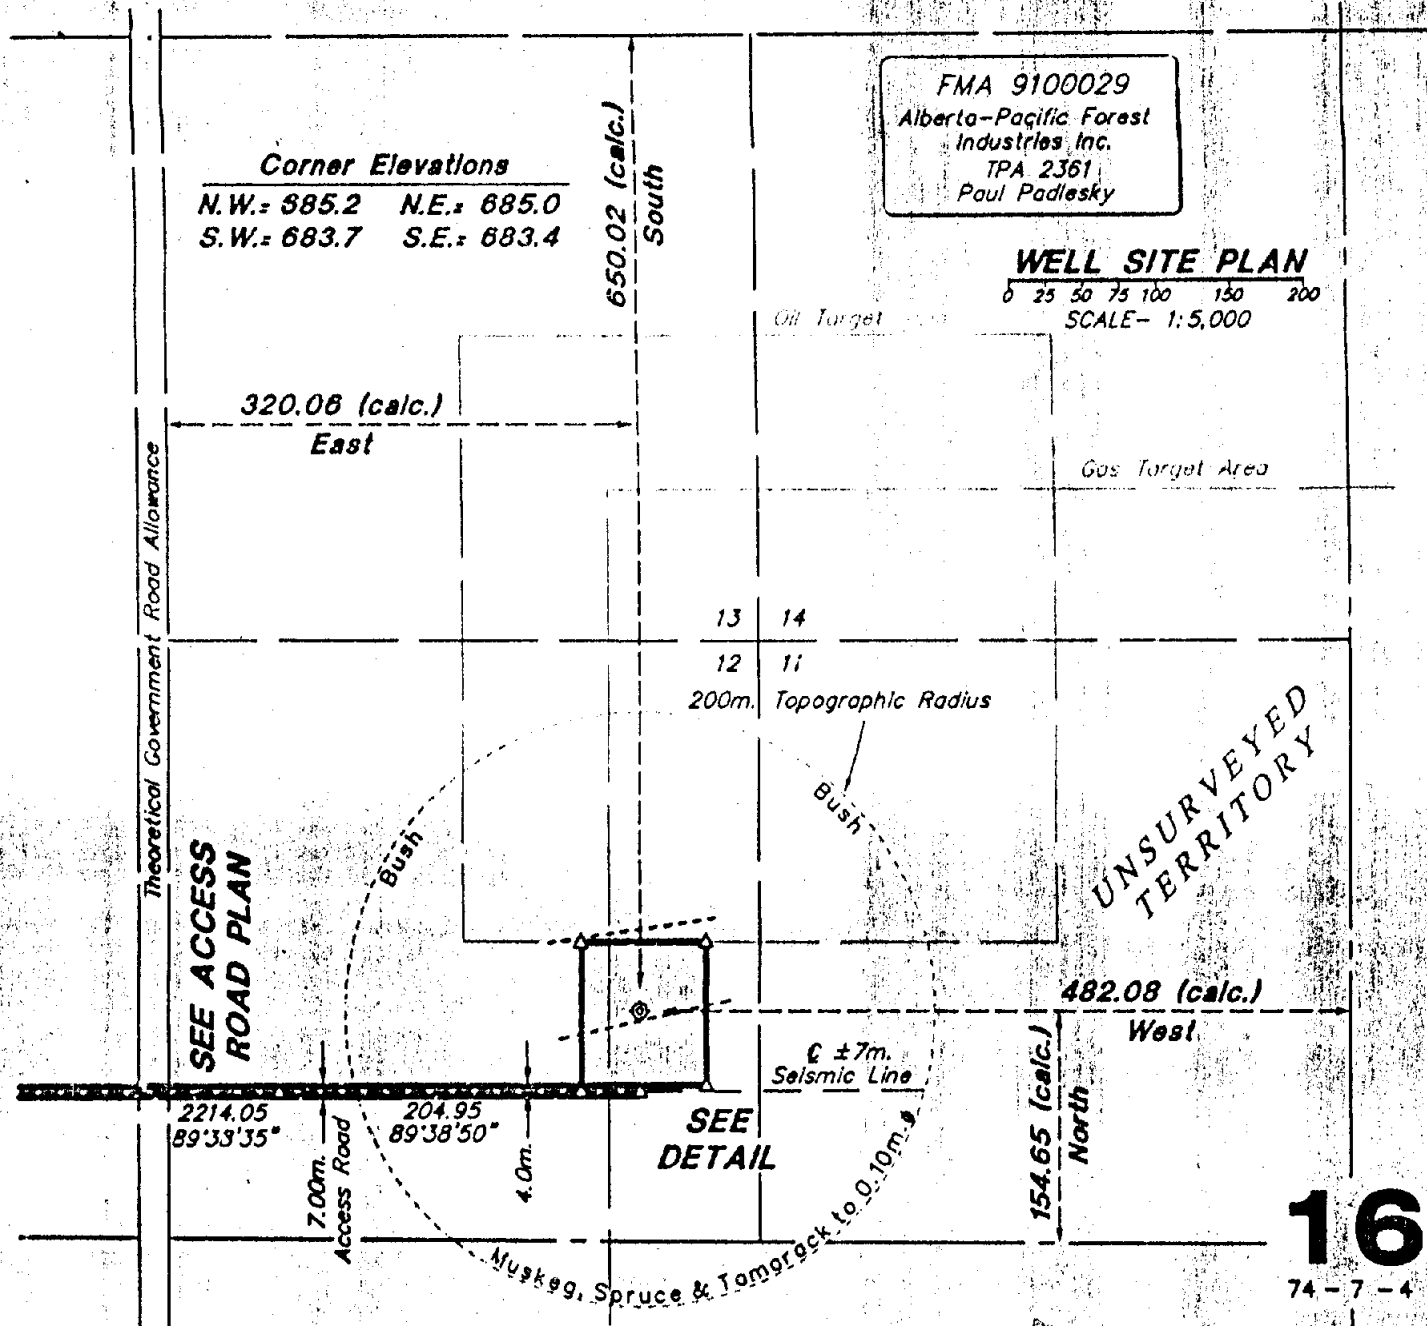 FMA 9100029
Alberta-Pacific Forest
Industries Inc.
TPA 2361
Paul Padlesky
Corner Elevations
N.W.: 685.2 N.E.: 685.0
S.W.: 683.7 S.E.: 683.4
650.02 (calc.)
South
WELL SITE PLAN
0 25 50 75 100 150 200
SCALE- 1:5,000
Oil Target
320.06 (calc.)
East
Gas Target Area
Theoretical Government Road Allowance
13 14
12 11
200m. Topographic Radius
Bush
Bush
UNSURVEYED
TERRITORY
SEE ACCESS
ROAD PLAN
482.08 (calc.)
West
℄ ±7m.
Seismic Line
2214.05
89°33'35"
204.95
89°38'50"
7.00m.
Access Road
4.0m.
SEE
DETAIL
154.65 (calc.)
North
Muskeg, Spruce & Tamarack to 0.10m.ø
16
74-7-4